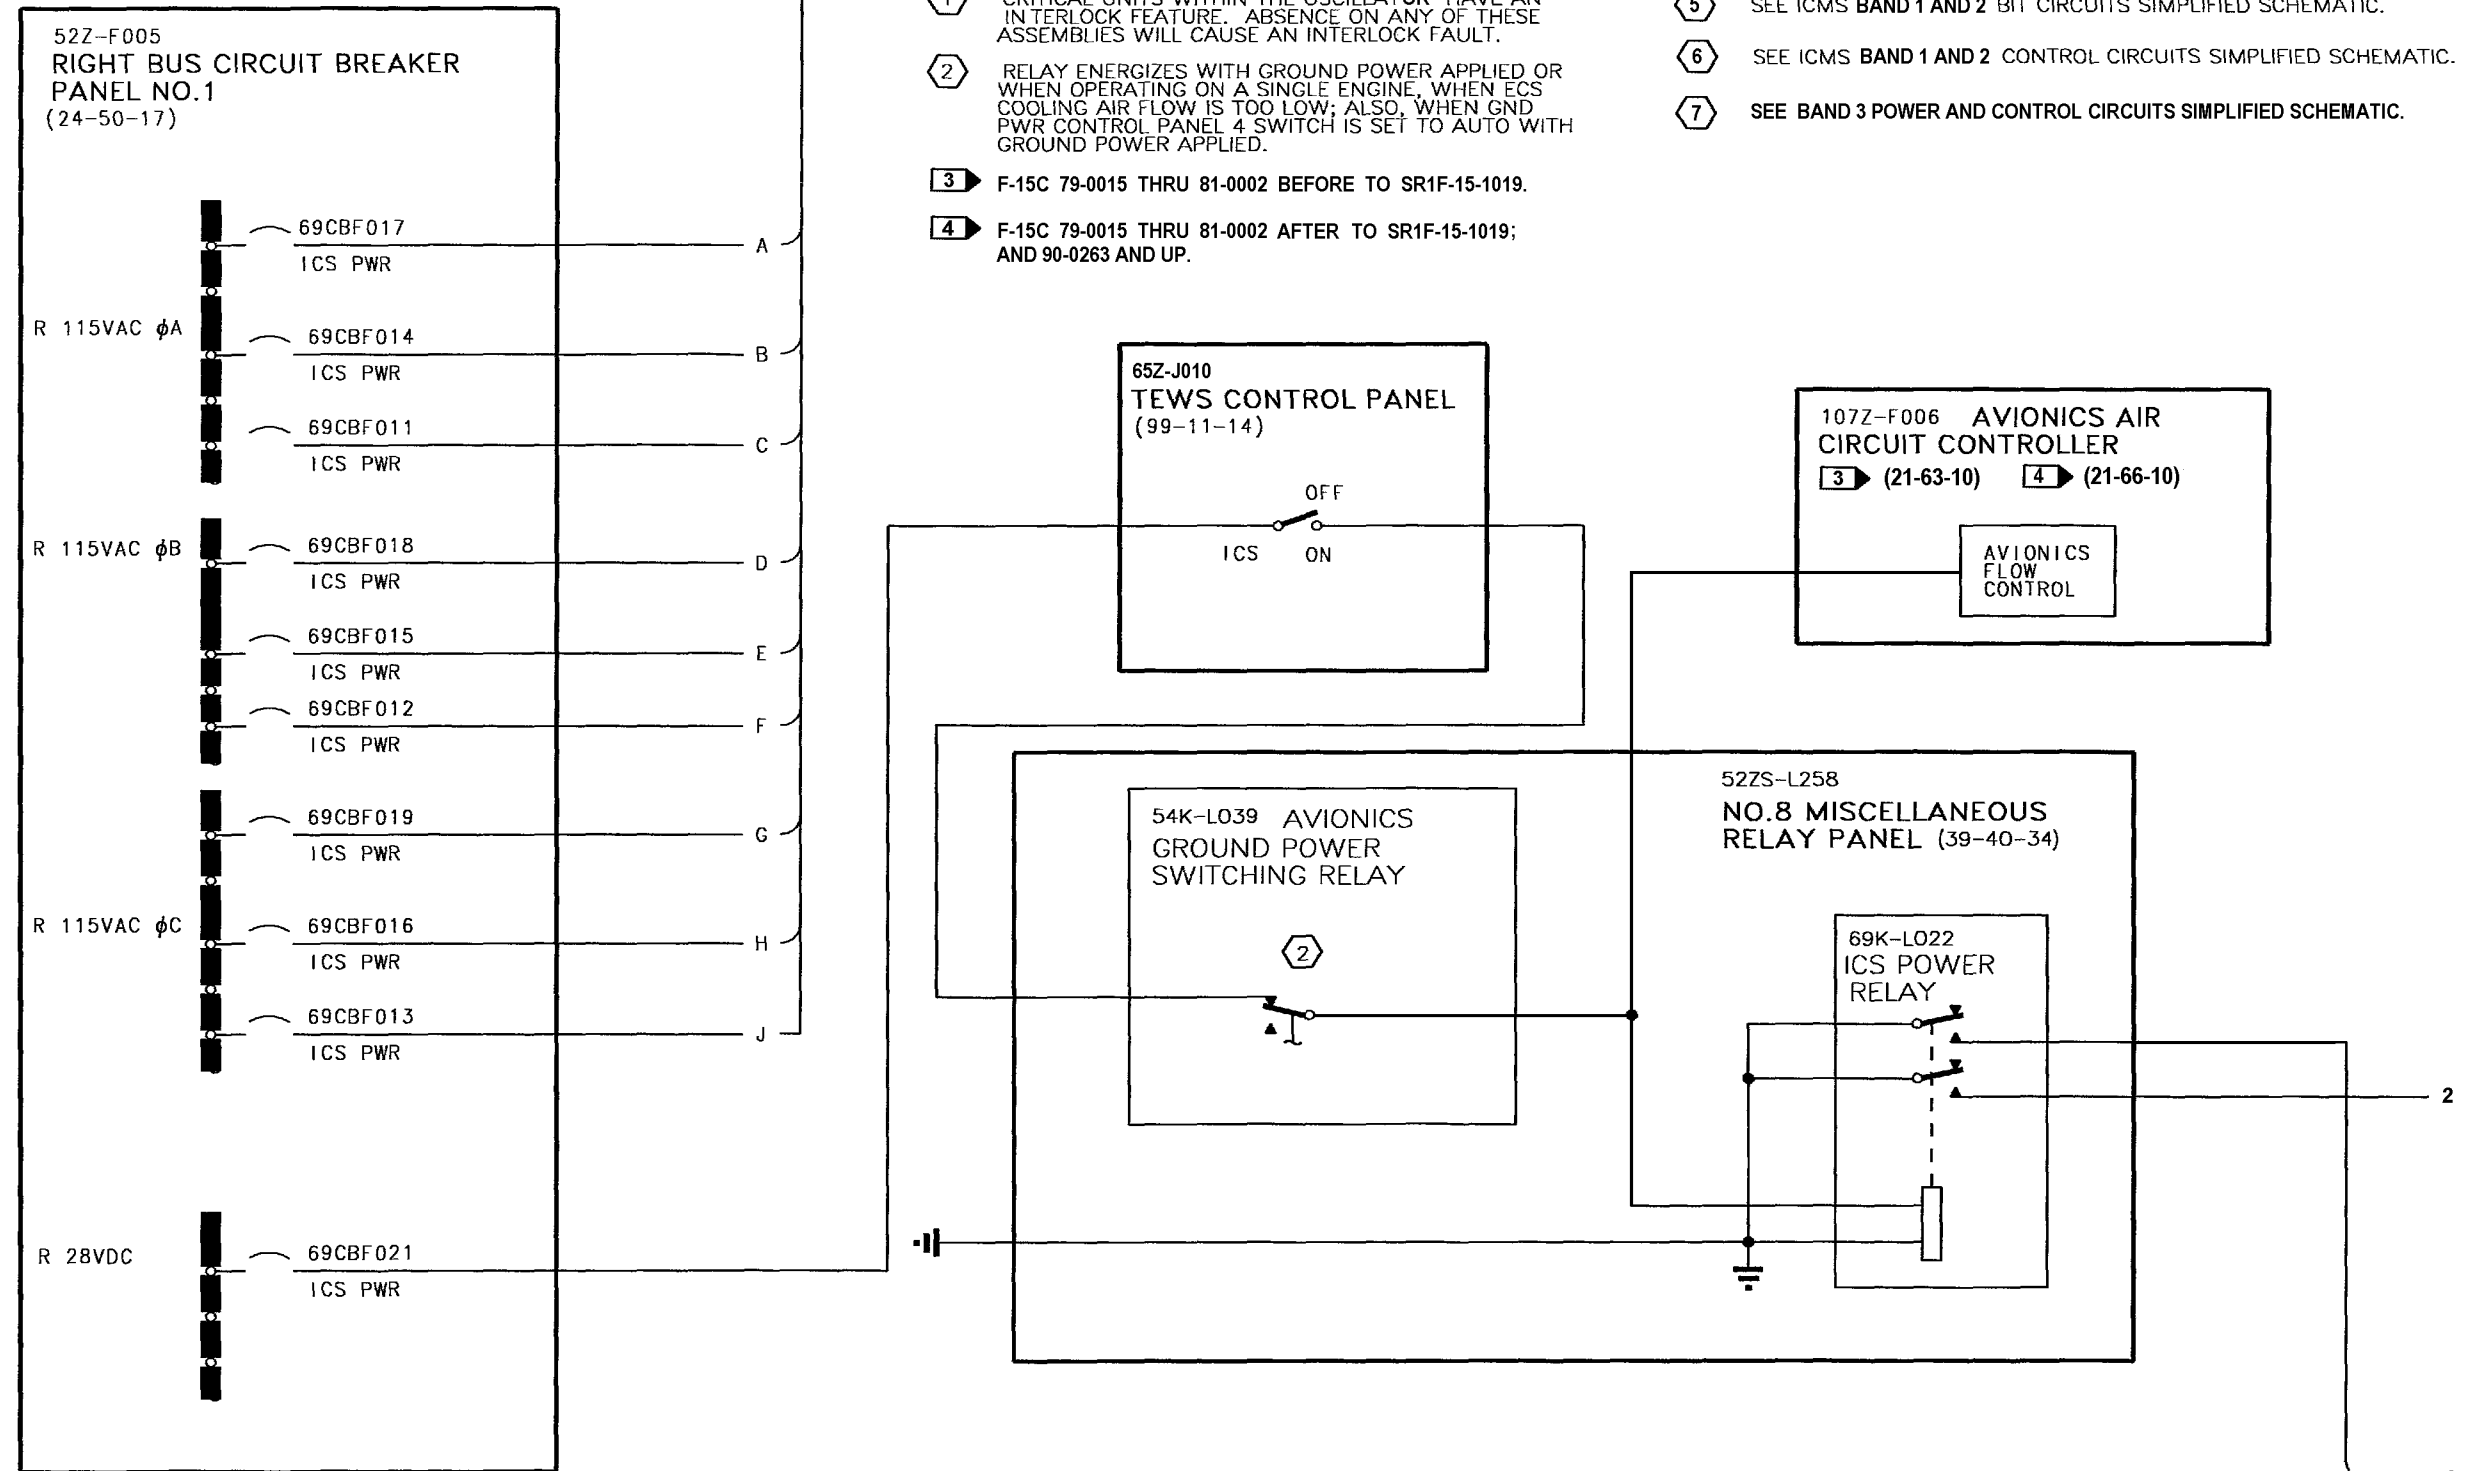 52Z-F005
RIGHT BUS CIRCUIT BREAKER
PANEL NO.1
(24-50-17)
69CBF017
ICS PWR
A
R 115VAC ϕA
69CBF014
ICS PWR
B
69CBF011
ICS PWR
C
R 115VAC ϕB
69CBF018
ICS PWR
D
69CBF015
ICS PWR
E
69CBF012
ICS PWR
F
69CBF019
ICS PWR
G
R 115VAC ϕC
69CBF016
ICS PWR
H
69CBF013
ICS PWR
J
R 28VDC
69CBF021
ICS PWR
1
CRITICAL UNITS WITHIN THE OSCILLATOR HAVE AN
INTERLOCK FEATURE. ABSENCE ON ANY OF THESE
ASSEMBLIES WILL CAUSE AN INTERLOCK FAULT.
2
RELAY ENERGIZES WITH GROUND POWER APPLIED OR
WHEN OPERATING ON A SINGLE ENGINE, WHEN ECS
COOLING AIR FLOW IS TOO LOW; ALSO, WHEN GND
PWR CONTROL PANEL 4 SWITCH IS SET TO AUTO WITH
GROUND POWER APPLIED.
3 F-15C 79-0015 THRU 81-0002 BEFORE TO SR1F-15-1019.
4 F-15C 79-0015 THRU 81-0002 AFTER TO SR1F-15-1019;
AND 90-0263 AND UP.
5 SEE ICMS BAND 1 AND 2 BIT CIRCUITS SIMPLIFIED SCHEMATIC.
6 SEE ICMS BAND 1 AND 2 CONTROL CIRCUITS SIMPLIFIED SCHEMATIC.
7 SEE BAND 3 POWER AND CONTROL CIRCUITS SIMPLIFIED SCHEMATIC.
65Z-J010
TEWS CONTROL PANEL
(99-11-14)
OFF
ICS ON
107Z-F006 AVIONICS AIR
CIRCUIT CONTROLLER
3 (21-63-10) 4 (21-66-10)
AVIONICS
FLOW
CONTROL
52ZS-L258
NO.8 MISCELLANEOUS
RELAY PANEL (39-40-34)
54K-L039 AVIONICS
GROUND POWER
SWITCHING RELAY
2
69K-L022
ICS POWER
RELAY
2